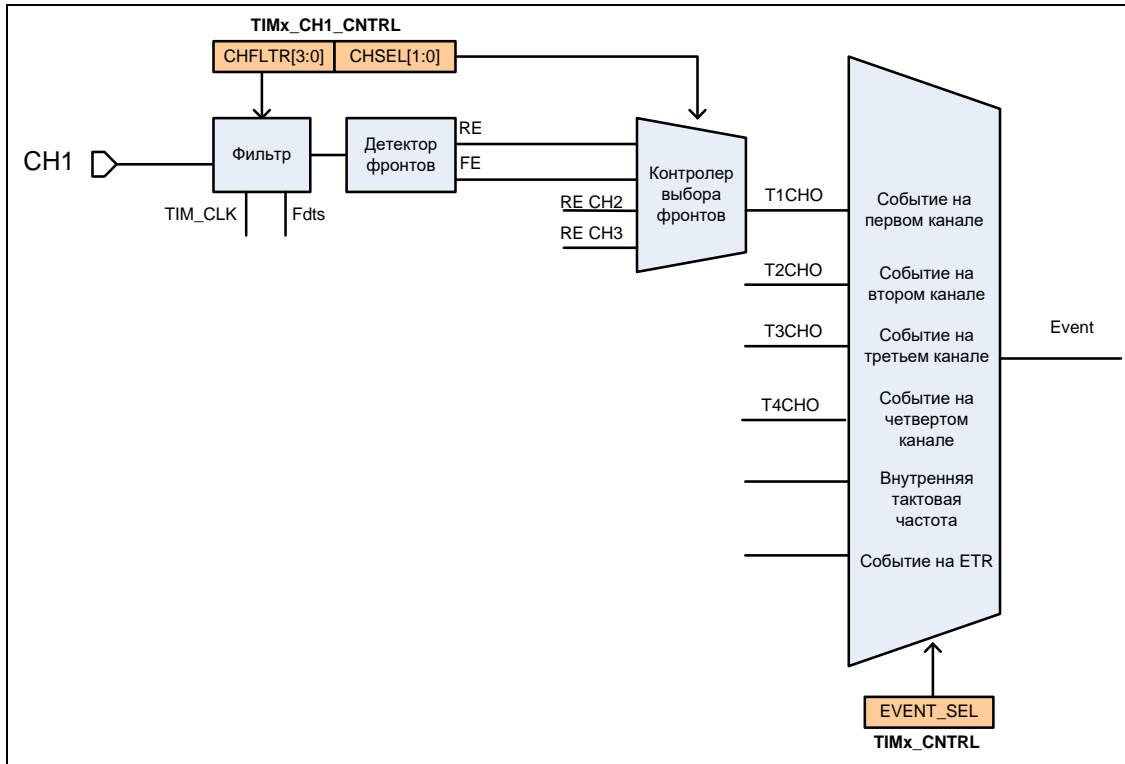 TIMx_CH1_CNTRL
CHFLTR[3:0]
CHSEL[1:0]
CH1
Фильтр
TIM_CLK
Fdts
Детектор
фронтов
RE
FE
RE CH2
RE CH3
Контролер
выбора
фронтов
T1CHO
T2CHO
T3CHO
T4CHO
Событие на
первом канале
Событие на
втором канале
Событие на
третьем канале
Событие на
четвертом
канале
Внутренняя
тактовая
частота
Событие на ETR
Event
EVENT_SEL
TIMx_CNTRL